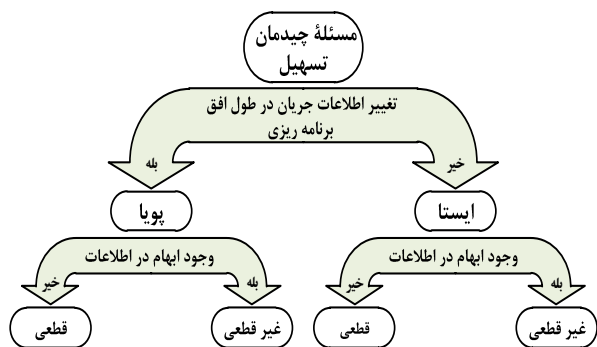 مسئلۀ چیدمان
تسهیل
تغییر اطلاعات جریان در طول افق
برنامه ریزی
خیر
بله
ایستا
پویا
وجود ابهام در اطلاعات
وجود ابهام در اطلاعات
بله
خیر
بله
خیر
غیر قطعی
قطعی
غیر قطعی
قطعی